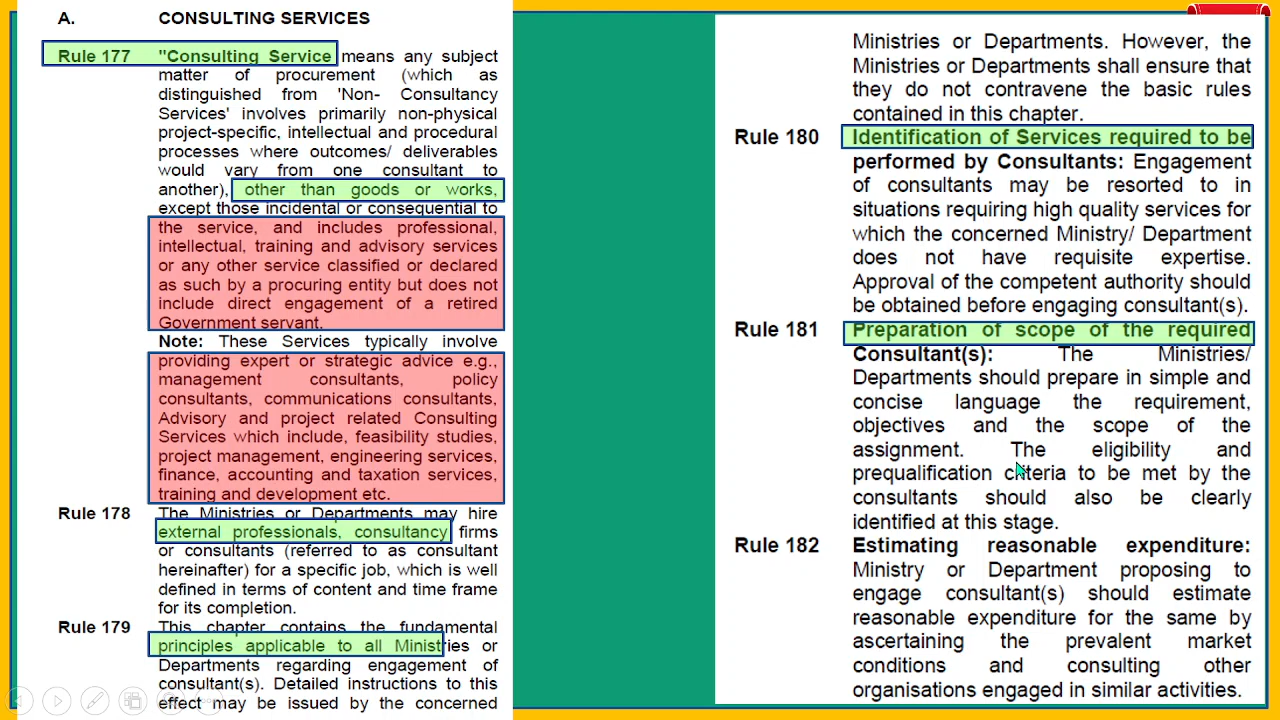 A. CONSULTING SERVICES
Rule 177 "Consulting Service means any subject
matter of procurement (which as
distinguished from 'Non- Consultancy
Services' involves primarily non-physical
project-specific, intellectual and procedural
processes where outcomes/ deliverables
would vary from one consultant to
another), other than goods or works,
except those incidental or consequential to
the service, and includes professional,
intellectual, training and advisory services
or any other service classified or declared
as such by a procuring entity but does not
include direct engagement of a retired
Government servant.
Note: These Services typically involve
providing expert or strategic advice e.g.,
management consultants, policy
consultants, communications consultants,
Advisory and project related Consulting
Services which include, feasibility studies,
project management, engineering services,
finance, accounting and taxation services,
training and development etc.
Rule 178 The Ministries or Departments may hire
external professionals, consultancy firms
or consultants (referred to as consultant
hereinafter) for a specific job, which is well
defined in terms of content and time frame
for its completion.
Rule 179 This chapter contains the fundamental
principles applicable to all Ministries or
Departments regarding engagement of
consultant(s). Detailed instructions to this
effect may be issued by the concerned
Ministries or Departments. However, the
Ministries or Departments shall ensure that
they do not contravene the basic rules
contained in this chapter.
Rule 180 Identification of Services required to be
performed by Consultants: Engagement
of consultants may be resorted to in
situations requiring high quality services for
which the concerned Ministry/ Department
does not have requisite expertise.
Approval of the competent authority should
be obtained before engaging consultant(s).
Rule 181 Preparation of scope of the required
Consultant(s): The Ministries/
Departments should prepare in simple and
concise language the requirement,
objectives and the scope of the
assignment. The eligibility and
prequalification criteria to be met by the
consultants should also be clearly
identified at this stage.
Rule 182 Estimating reasonable expenditure:
Ministry or Department proposing to
engage consultant(s) should estimate
reasonable expenditure for the same by
ascertaining the prevalent market
conditions and consulting other
organisations engaged in similar activities.